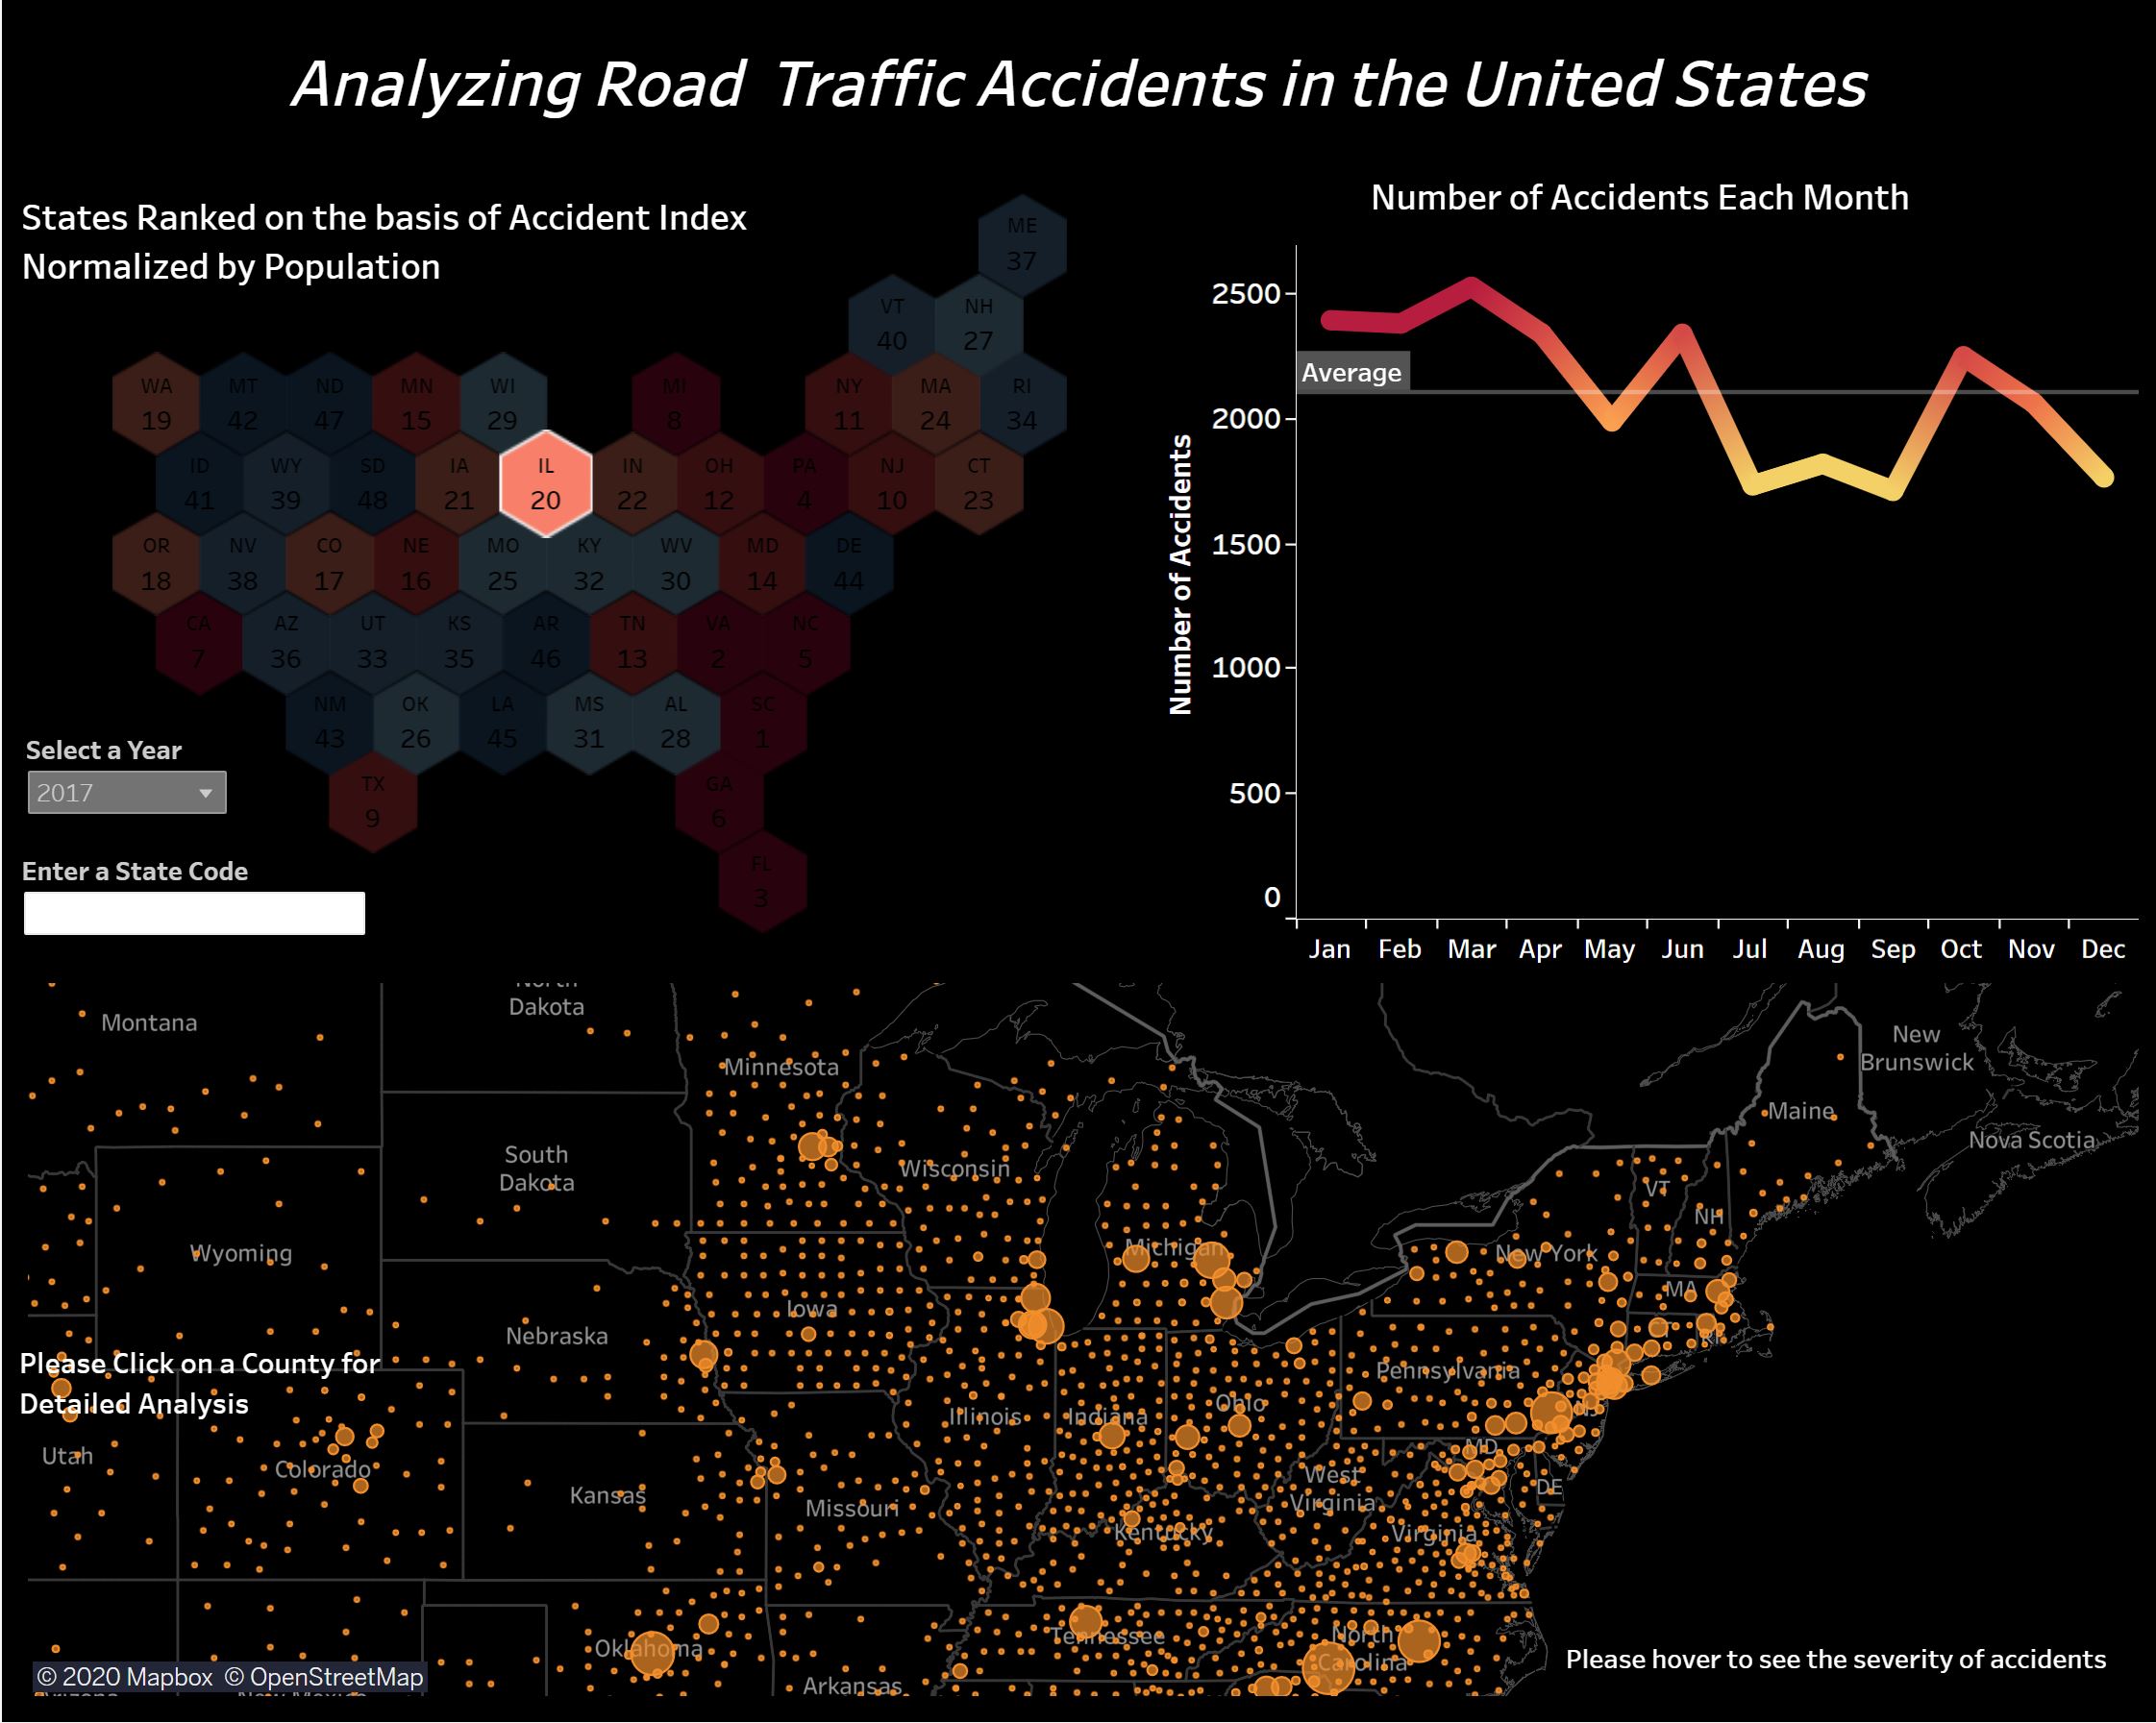 Analyzing Road  Traffic Accidents in the United States
States Ranked on the basis of Accident Index
Normalized by Population
ME
37
VT
40
NH
27
WA
19
MT
42
ND
47
MN
15
WI
29
MI
8
NY
11
MA
24
RI
34
ID
41
WY
39
SD
48
IA
21
IL
20
IN
22
OH
12
PA
4
NJ
10
CT
23
OR
18
NV
38
CO
17
NE
16
MO
25
KY
32
WV
30
MD
14
DE
44
CA
7
AZ
36
UT
33
KS
35
AR
46
TN
13
VA
2
NC
5
NM
43
OK
26
LA
45
MS
31
AL
28
SC
1
TX
9
GA
6
FL
3
Select a Year
2017
Enter a State Code
Number of Accidents Each Month
Number of Accidents
2500
2000
1500
1000
500
0
Average
Jan Feb Mar Apr May Jun Jul Aug Sep Oct Nov Dec
Montana
North
Dakota
Minnesota
New
Brunswick
Maine
Nova Scotia
South
Dakota
Wisconsin
VT
NH
Wyoming
Michigan
New York
MA
Iowa
Nebraska
RI
Please Click on a County for
Detailed Analysis
Pennsylvania
Illinois
Indiana
Ohio
NJ
Utah
Colorado
MD
DE
Kansas
Missouri
West
Virginia
Kentucky
Virginia
Oklahoma
Tennessee
North
Carolina
Arkansas
Arizona
New Mexico
© 2020 Mapbox © OpenStreetMap
Please hover to see the severity of accidents